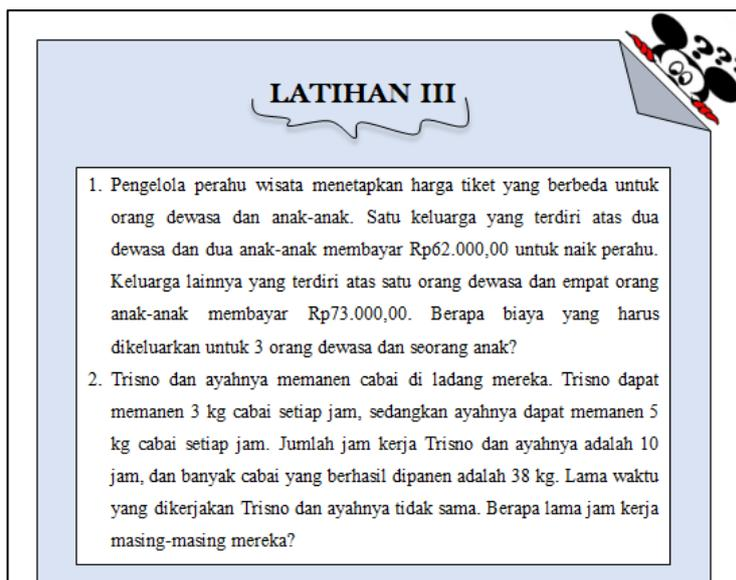 ???
LATIHAN III
1. Pengelola perahu wisata menetapkan harga tiket yang berbeda untuk
orang dewasa dan anak-anak. Satu keluarga yang terdiri atas dua
dewasa dan dua anak-anak membayar Rp62.000,00 untuk naik perahu.
Keluarga lainnya yang terdiri atas satu orang dewasa dan empat orang
anak-anak membayar Rp73.000,00. Berapa biaya yang harus
dikeluarkan untuk 3 orang dewasa dan seorang anak?
2. Trisno dan ayahnya memanen cabai di ladang mereka. Trisno dapat
memanen 3 kg cabai setiap jam, sedangkan ayahnya dapat memanen 5
kg cabai setiap jam. Jumlah jam kerja Trisno dan ayahnya adalah 10
jam, dan banyak cabai yang berhasil dipanen adalah 38 kg. Lama waktu
yang dikerjakan Trisno dan ayahnya tidak sama. Berapa lama jam kerja
masing-masing mereka?